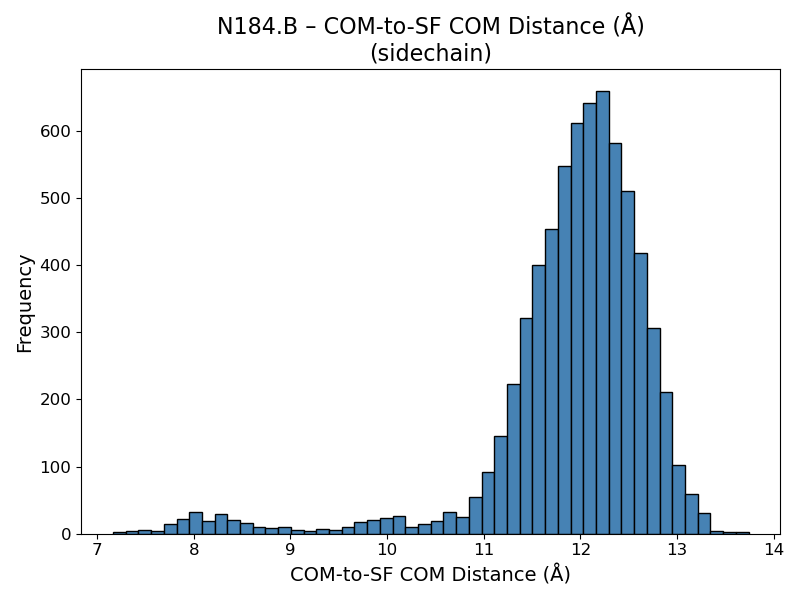 N184.B – COM-to-SF COM Distance (Å)
(sidechain)
Frequency
600
500
400
300
200
100
0
7 8 9 10 11 12 13 14
COM-to-SF COM Distance (Å)